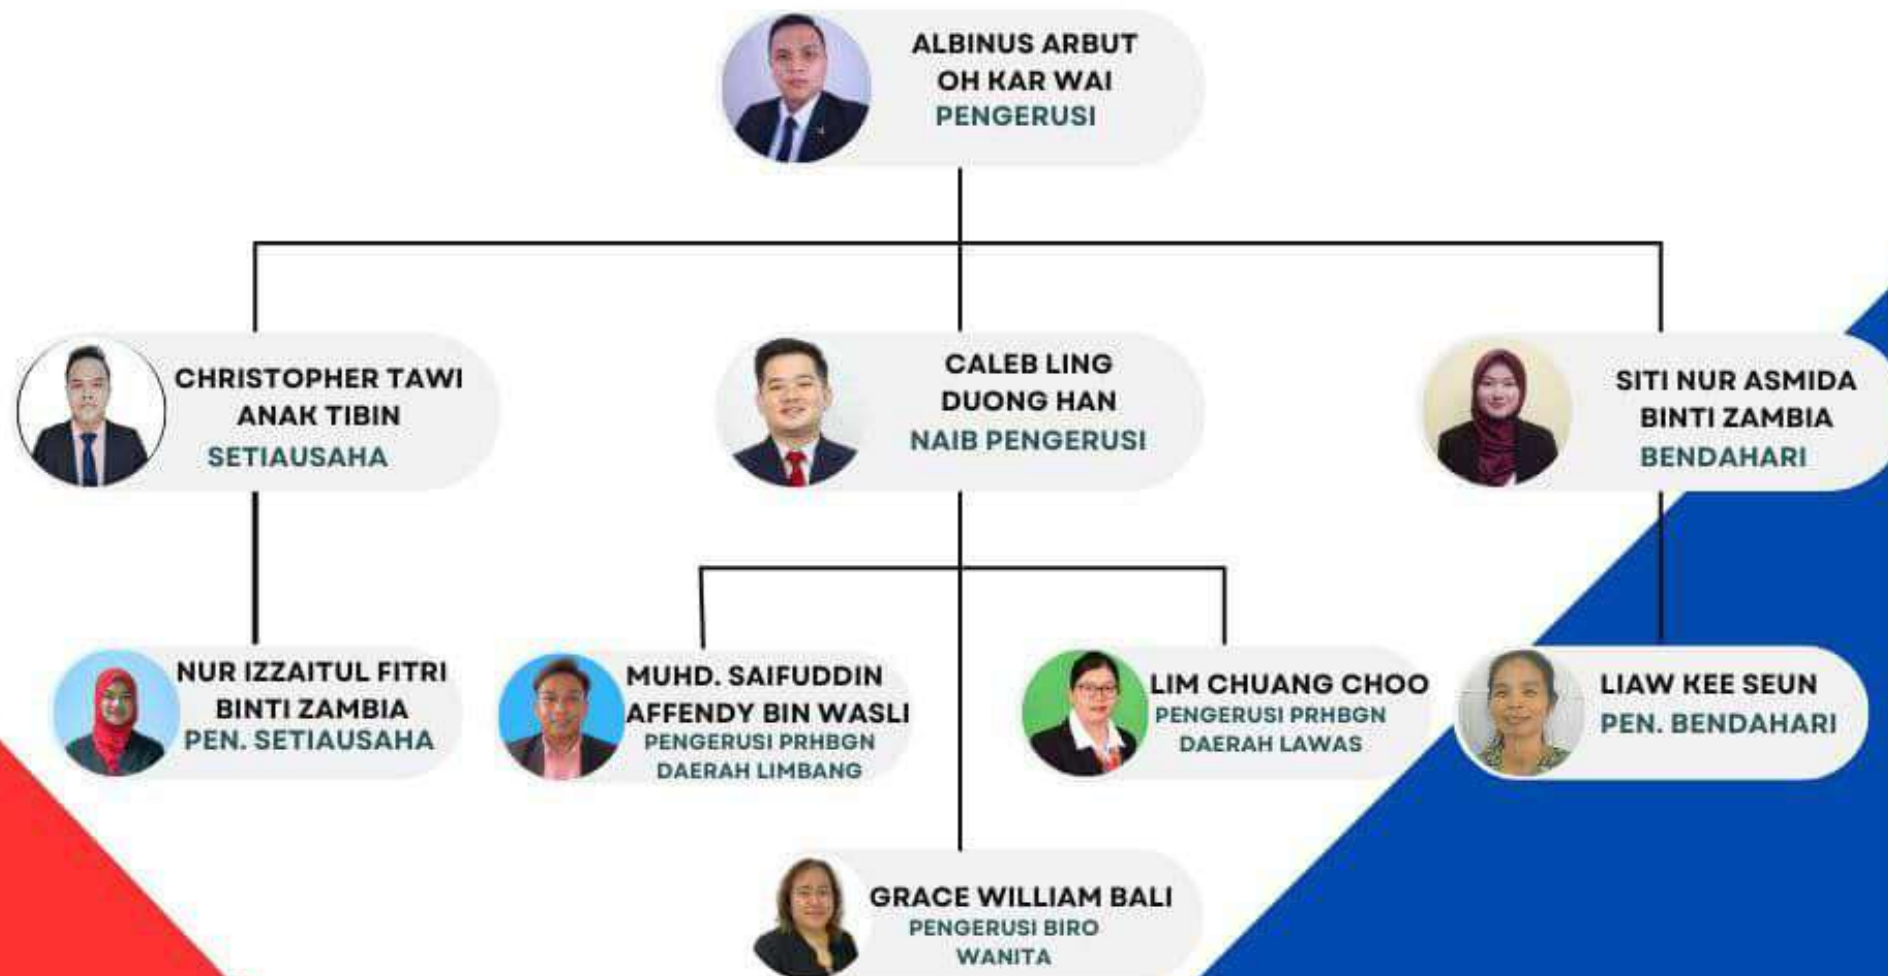 ALBINUS ARBUT
OH KAR WAI
PENGERUSI
CHRISTOPHER TAWI
ANAK TIBIN
SETIAUSAHA
CALEB LING
DUONG HAN
NAIB PENGERUSI
SITI NUR ASMIDA
BINTI ZAMBIA
BENDAHARI
NUR IZZAITUL FITRI
BINTI ZAMBIA
PEN. SETIAUSAHA
MUHD. SAIFUDDIN
AFFENDY BIN WASLI
PENGERUSI PRHBGN
DAERAH LIMBANG
LIM CHUANG CHOO
PENGERUSI PRHBGN
DAERAH LAWAS
LIAW KEE SEUN
PEN. BENDAHARI
GRACE WILLIAM BALI
PENGERUSI BIRO
WANITA